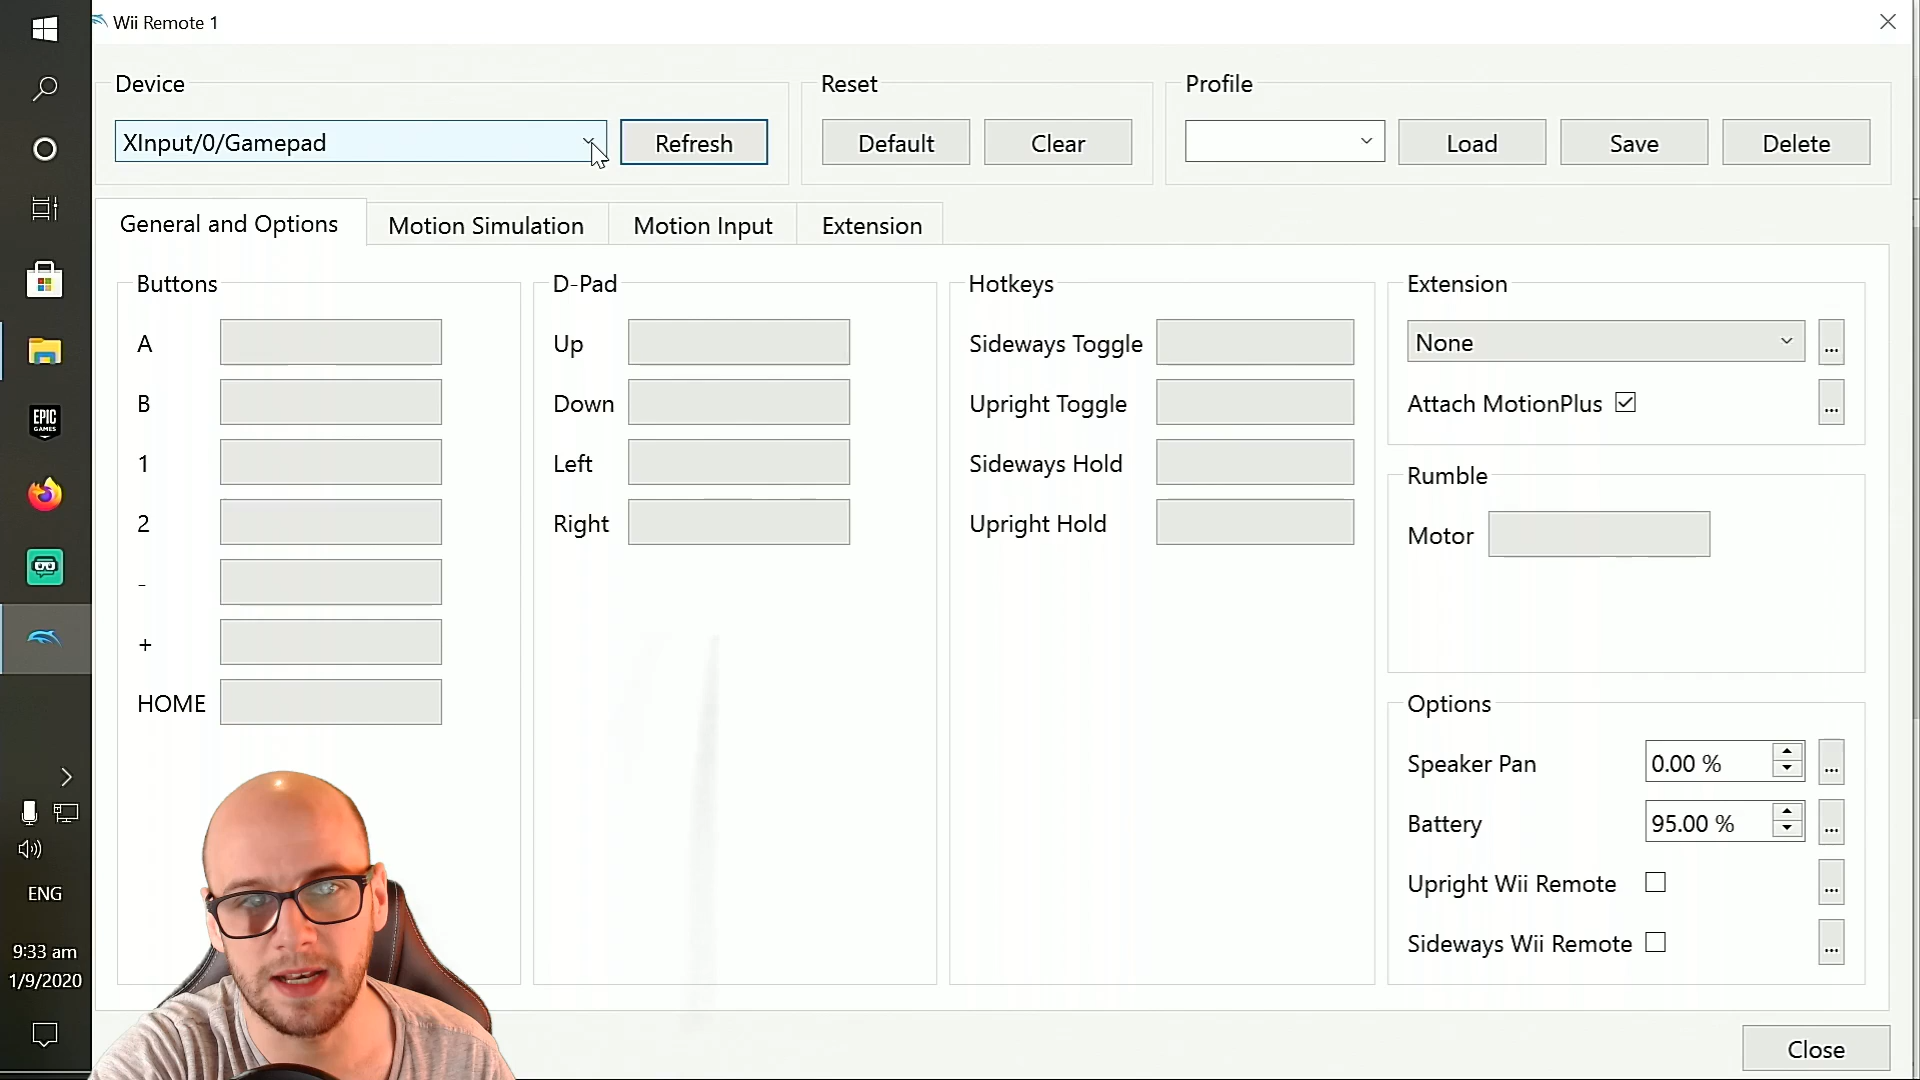 Wii Remote 1
Device
Reset
Profile
XInput/0/Gamepad
Refresh
Default
Clear
Load
Save
Delete
General and Options
Motion Simulation
Motion Input
Extension
Buttons
A
B
1
2
-
+
HOME
D-Pad
Up
Down
Left
Right
Hotkeys
Sideways Toggle
Upright Toggle
Sideways Hold
Upright Hold
Extension
None
...
Attach MotionPlus
...
Rumble
Motor
Options
Speaker Pan
0.00 %
...
Battery
95.00 %
...
Upright Wii Remote
...
Sideways Wii Remote
...
Close
EPIC
GAMES
ENG
9:33 am
1/9/2020